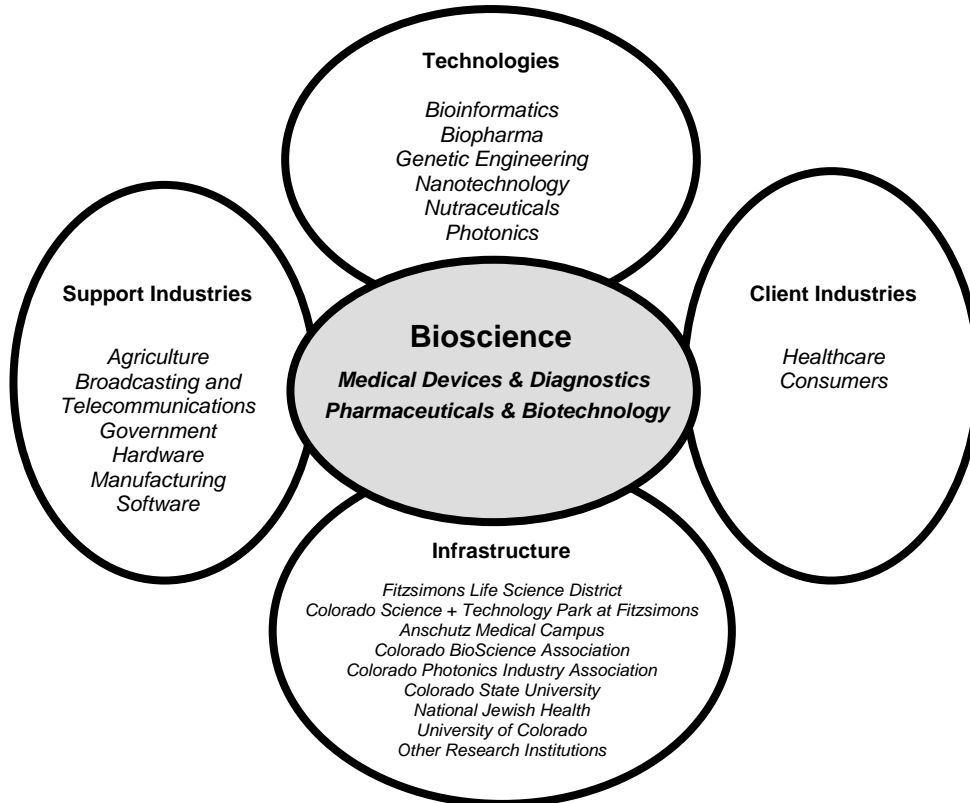 Technologies
Bioinformatics
Biopharma
Genetic Engineering
Nanotechnology
Nutraceuticals
Photonics
Support Industries
Agriculture
Broadcasting and
Telecommunications
Government
Hardware
Manufacturing
Software
Bioscience
Medical Devices & Diagnostics
Pharmaceuticals & Biotechnology
Client Industries
Healthcare
Consumers
Infrastructure
Fitzsimons Life Science District
Colorado Science + Technology Park at Fitzsimons
Anschutz Medical Campus
Colorado BioScience Association
Colorado Photonics Industry Association
Colorado State University
National Jewish Health
University of Colorado
Other Research Institutions